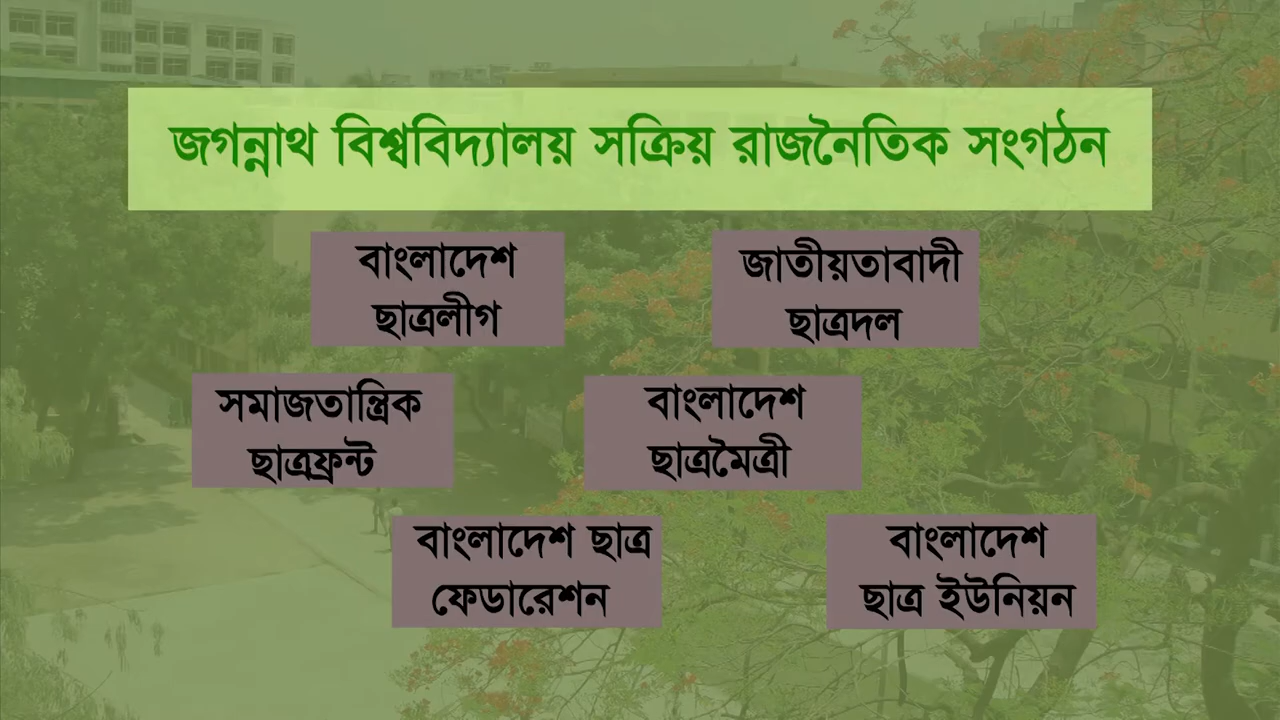 জগন্নাথ বিশ্ববিদ্যালয় সক্রিয় রাজনৈতিক সংগঠন
বাংলাদেশ
ছাত্রলীগ
জাতীয়তাবাদী
ছাত্রদল
সমাজতান্ত্রিক
ছাত্রফ্রন্ট
বাংলাদেশ
ছাত্রমৈত্রী
বাংলাদেশ ছাত্র
ফেডারেশন
বাংলাদেশ
ছাত্র ইউনিয়ন